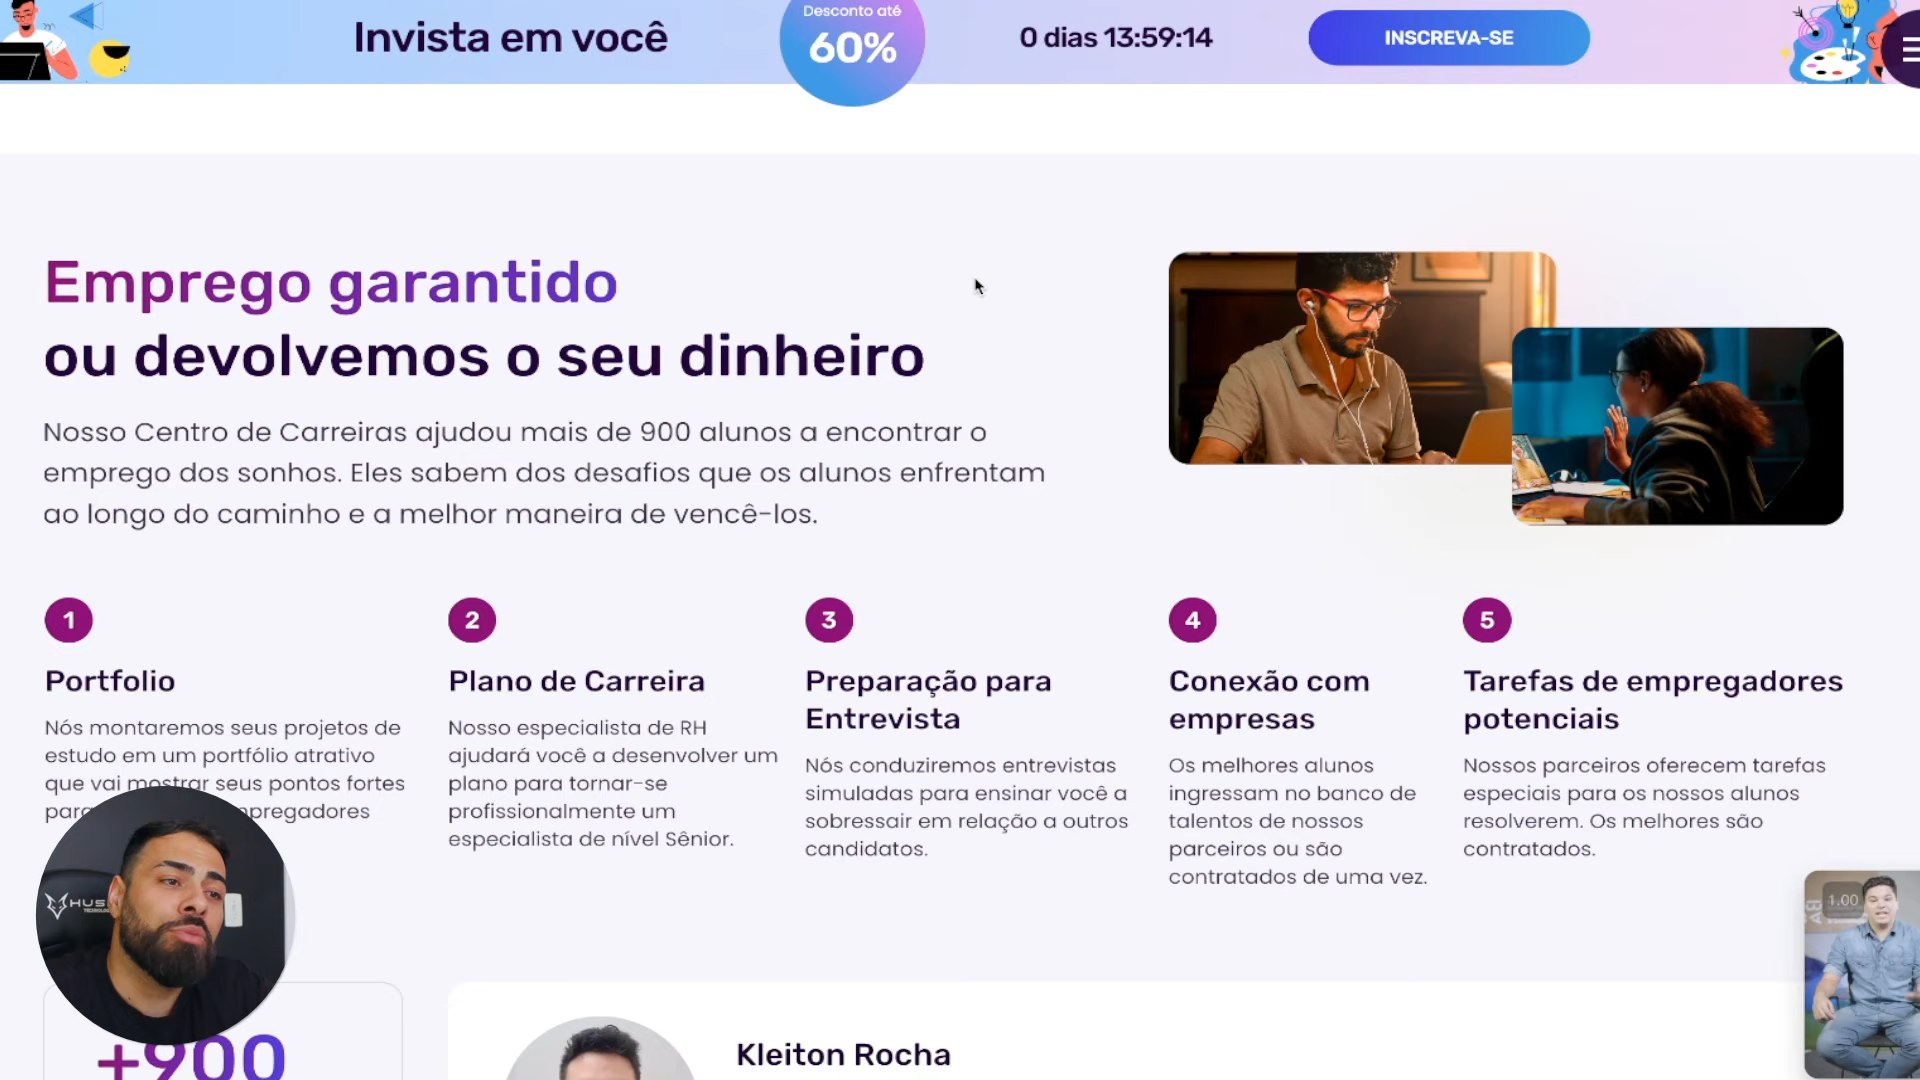 Invista em você
Desconto até
60%
0 dias 13:59:14
INSCREVA-SE
Emprego garantido
ou devolvemos o seu dinheiro
Nosso Centro de Carreiras ajudou mais de 900 alunos a encontrar o
emprego dos sonhos. Eles sabem dos desafios que os alunos enfrentam
ao longo do caminho e a melhor maneira de vencê-los.
1
Portfolio
Nós montaremos seus projetos de
estudo em um portfólio atrativo
que vai mostrar seus pontos fortes
2
Plano de Carreira
Nosso especialista de RH
ajudará você a desenvolver um
plano para tornar-se
profissionalmente um
especialista de nível Sênior.
3
Preparação para
Entrevista
Nós conduziremos entrevistas
simuladas para ensinar você a
sobressair em relação a outros
candidatos.
4
Conexão com
empresas
Os melhores alunos
ingressam no banco de
talentos de nossos
parceiros ou são
contratados de uma vez.
5
Tarefas de empregadores
potenciais
Nossos parceiros oferecem tarefas
especiais para os nossos alunos
resolverem. Os melhores são
contratados.
1.00
+900
Kleiton Rocha